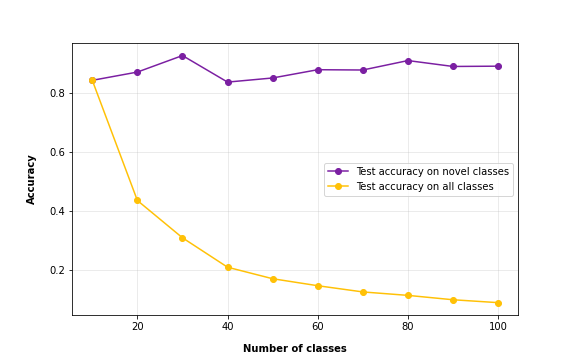 0.8
0.6
0.4
0.2
Accuracy
Test accuracy on novel classes
Test accuracy on all classes
20 40 60 80 100
Number of classes